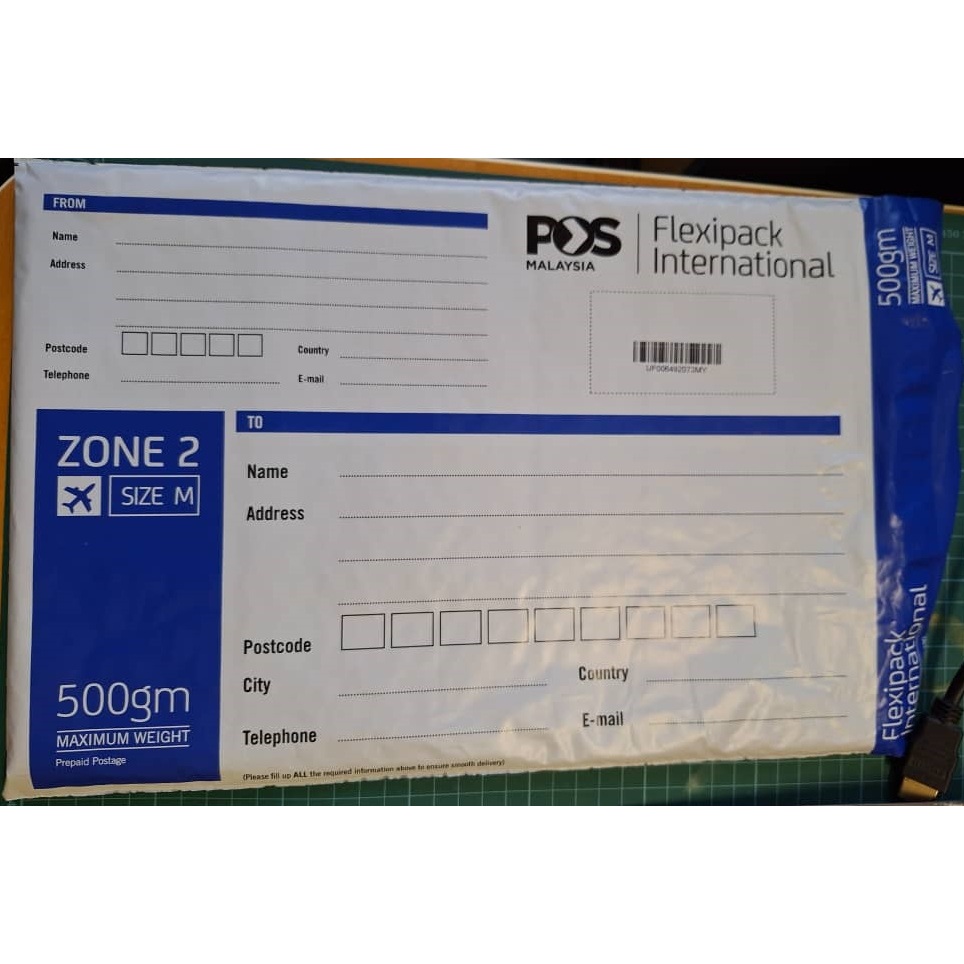 FROM
Name
Address
Postcode
Country
Telephone
E-mail
POS
MALAYSIA
Flexipack
International
UP006492073MY
500gm
MAXIMUM WEIGHT
SIZE M
ZONE 2
SIZE M
500gm
MAXIMUM WEIGHT
Prepaid Postage
TO
Name
Address
Postcode
City
Country
Telephone
E-mail
(Please fill up ALL the required information above to ensure smooth delivery)
Flexipack
International